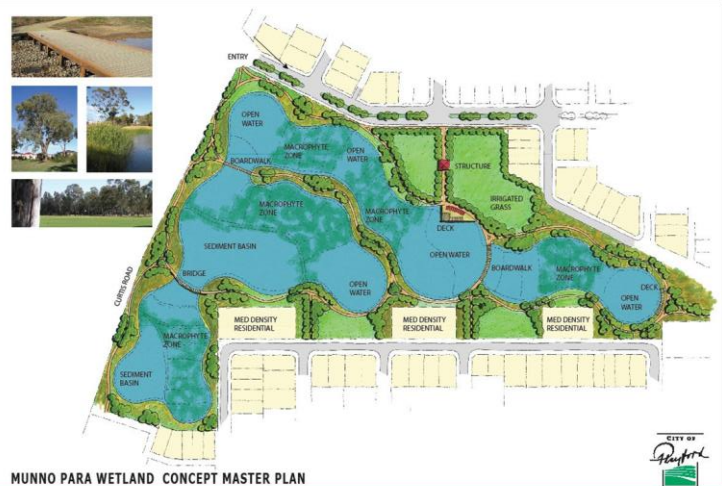 ENTRY
OPEN
WATER
MACROPHYTE
ZONE
OPEN
WATER
BOARDWALK
STRUCTURE
MACROPHYTE
ZONE
IRRIGATED
GRASS
MACROPHYTE
ZONE
DECK
SEDIMENT BASIN
OPEN WATER
BOARDWALK
MACROPHYTE
ZONE
BRIDGE
OPEN
WATER
DECK
OPEN
WATER
CURTIS ROAD
MED DENSITY
RESIDENTIAL
MED DENSITY
RESIDENTIAL
MED DENSITY
RESIDENTIAL
MACROPHYTE
ZONE
SEDIMENT
BASIN
MUNNO PARA WETLAND CONCEPT MASTER PLAN
CITY OF
Playford